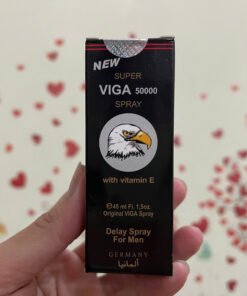 NEW
SUPER
VIGA 50000
SPRAY
with vitamin E
℮45 ml Fl. 1,5oz.
Original VIGA Spray
Delay Spray
For Men
GERMANY
ألمانيا